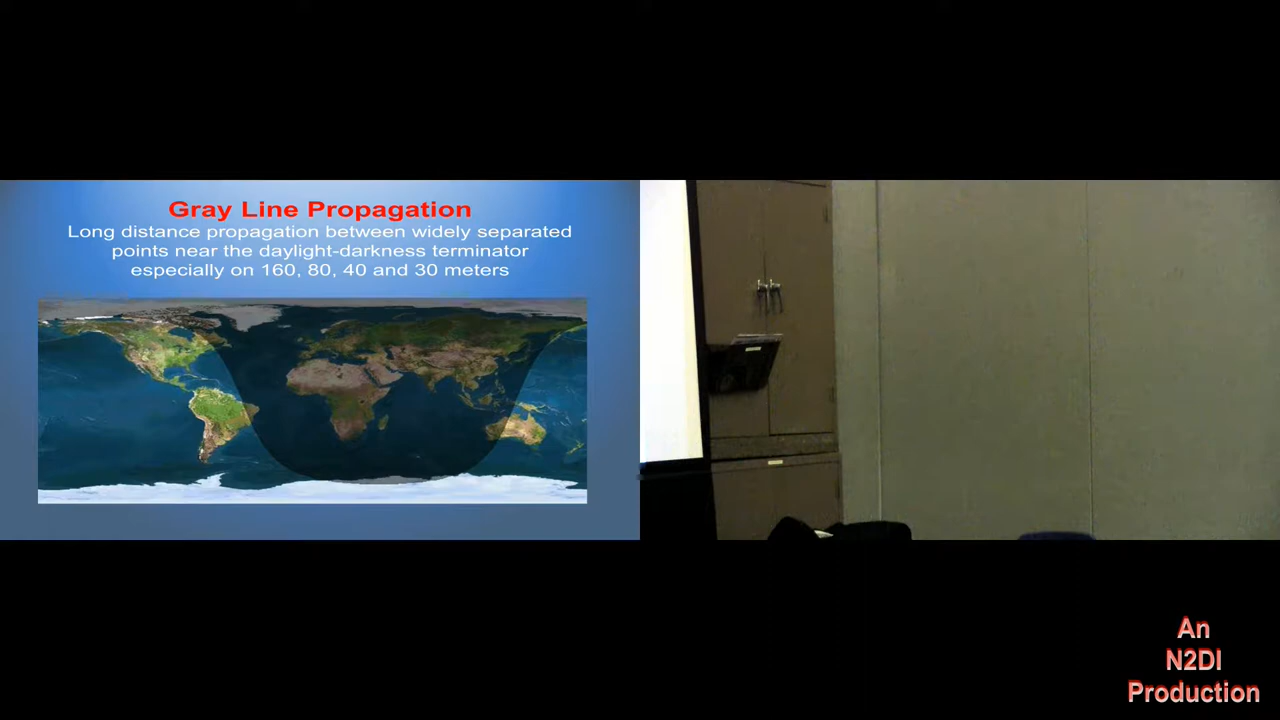 Gray Line Propagation
Long distance propagation between widely separated
points near the daylight-darkness terminator
especially on 160, 80, 40 and 30 meters
An
N2DI
Production